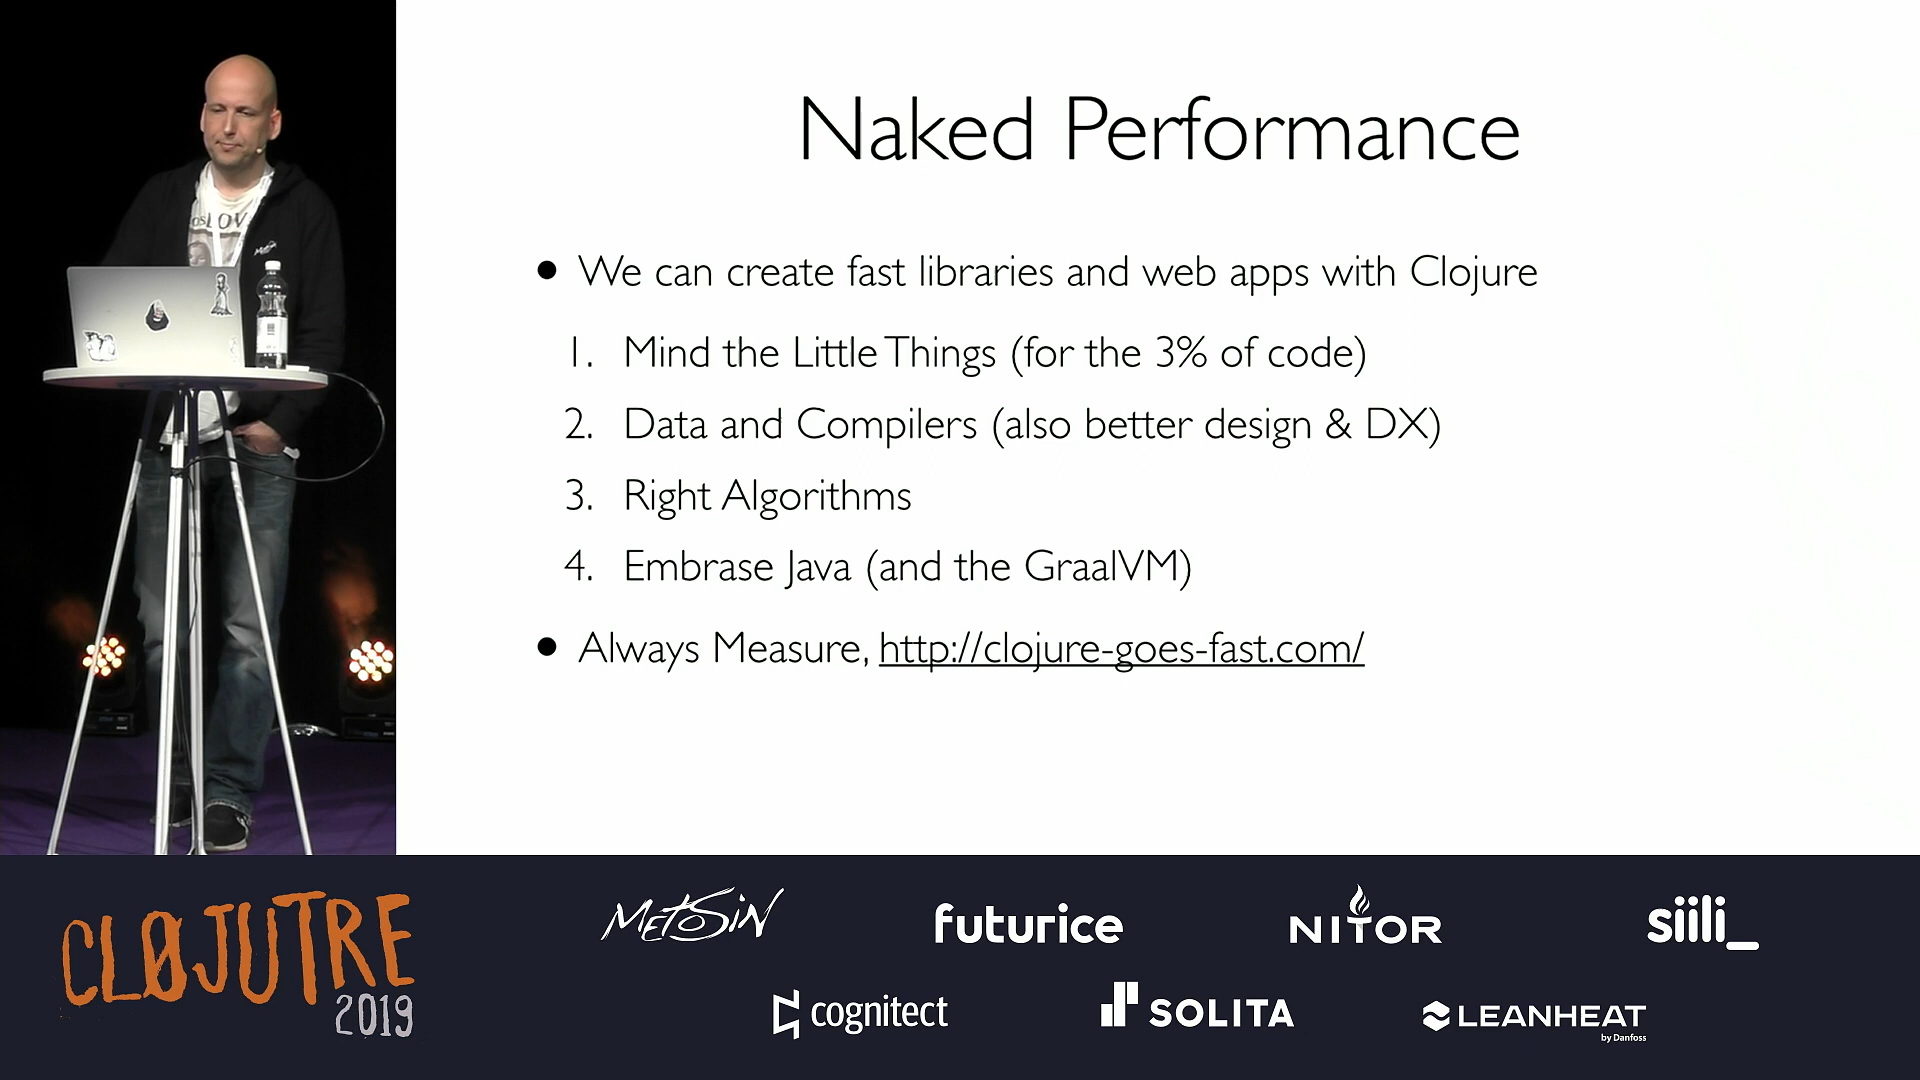 Naked Performance
• We can create fast libraries and web apps with Clojure
1. Mind the Little Things (for the 3% of code)
2. Data and Compilers (also better design & DX)
3. Right Algorithms
4. Embrase Java (and the GraalVM)
• Always Measure, http://clojure-goes-fast.com/
LOV
CLØJUTRE
2019
METOSIN
futurice
NITOR
siili_
cognitect
SOLITA
LEANHEAT
by Danfoss